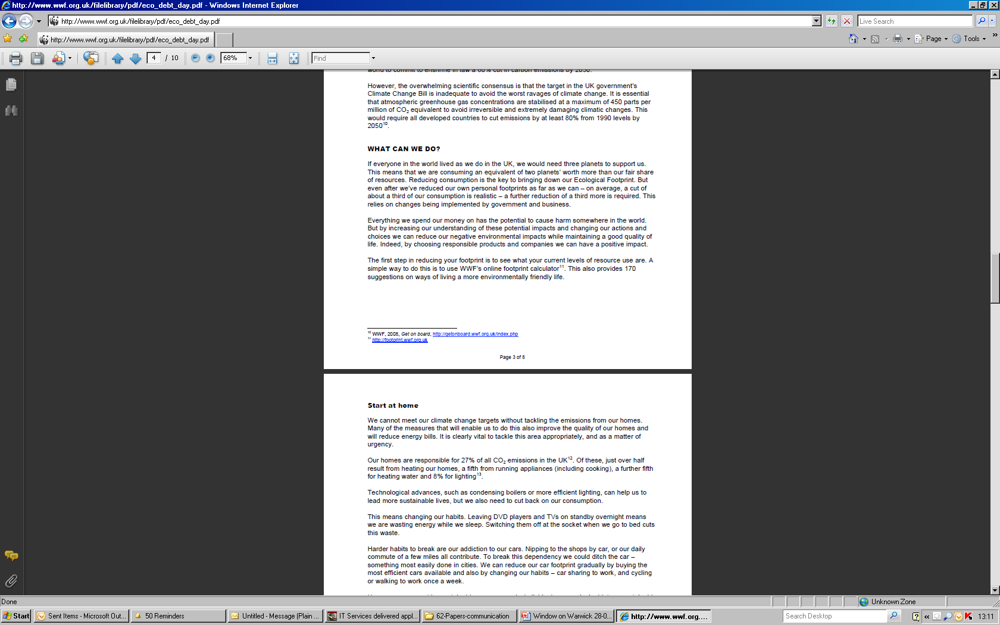 http://www.wwf.org.uk/filelibrary/pdf/eco_debt_day.pdf - Windows Internet Explorer
http://www.wwf.org.uk/filelibrary/pdf/eco_debt_day.pdf
Live Search
http://www.wwf.org.uk/filelibrary/pdf/eco_debt_day.pdf
Page
Tools
4 / 10
68%
Find
world to commit to enshrine in law a 60% cut in carbon emissions by 2050.
However, the overwhelming scientific consensus is that the target in the UK government's
Climate Change Bill is inadequate to avoid the worst ravages of climate change. It is essential
that atmospheric greenhouse gas concentrations are stabilised at a maximum of 450 parts per
million of CO2 equivalent to avoid irreversible and extremely damaging climatic changes. This
would require all developed countries to cut emissions by at least 80% from 1990 levels by
2050¹⁰.
WHAT CAN WE DO?
If everyone in the world lived as we do in the UK, we would need three planets to support us.
This means that we are consuming an equivalent of two planets' worth more than our fair share
of resources. Reducing consumption is the key to bringing down our Ecological Footprint. But
even after we've reduced our own personal footprints as far as we can – on average, a cut of
about a third of our consumption is realistic – a further reduction of a third more is required. This
relies on changes being implemented by government and business.
Everything we spend our money on has the potential to cause harm somewhere in the world.
But by increasing our understanding of these potential impacts and changing our actions and
choices we can reduce our negative environmental impacts while maintaining a good quality of
life. Indeed, by choosing responsible products and companies we can have a positive impact.
The first step in reducing your footprint is to see what your current levels of resource use are. A
simple way to do this is to use WWF's online footprint calculator¹¹. This also provides 170
suggestions on ways of living a more environmentally friendly life.
¹⁰ WWF, 2008, Get on board, http://getonboard.wwf.org.uk/index.php
¹¹ http://footprint.wwf.org.uk
Page 3 of 6
Start at home
We cannot meet our climate change targets without tackling the emissions from our homes.
Many of the measures that will enable us to do this also improve the quality of our homes and
will reduce energy bills. It is clearly vital to tackle this area appropriately, and as a matter of
urgency.
Our homes are responsible for 27% of all CO2 emissions in the UK¹². Of these, just over half
result from heating our homes, a fifth from running appliances (including cooking), a further fifth
for heating water and 8% for lighting¹³.
Technological advances, such as condensing boilers or more efficient lighting, can help us to
lead more sustainable lives, but we also need to cut back on our consumption.
This means changing our habits. Leaving DVD players and TVs on standby overnight means
we are wasting energy while we sleep. Switching them off at the socket when we go to bed cuts
this waste.
Harder habits to break are our addiction to our cars. Nipping to the shops by car, or our daily
commute of a few miles all contribute. To break this dependency we could ditch the car –
something most easily done in cities. We can reduce our car footprint gradually by buying the
most efficient cars available and also by changing our habits – car sharing to work, and cycling
or walking to work once a week.
Done
Unknown Zone
Start
Sent Items - Microsoft Out...
50 Reminders
Untitled - Message (Plain ...
IT Services delivered appl...
62-Papers-communication
Window on Warwick 28-0...
http://www.wwf.org....
Search Desktop
13:11